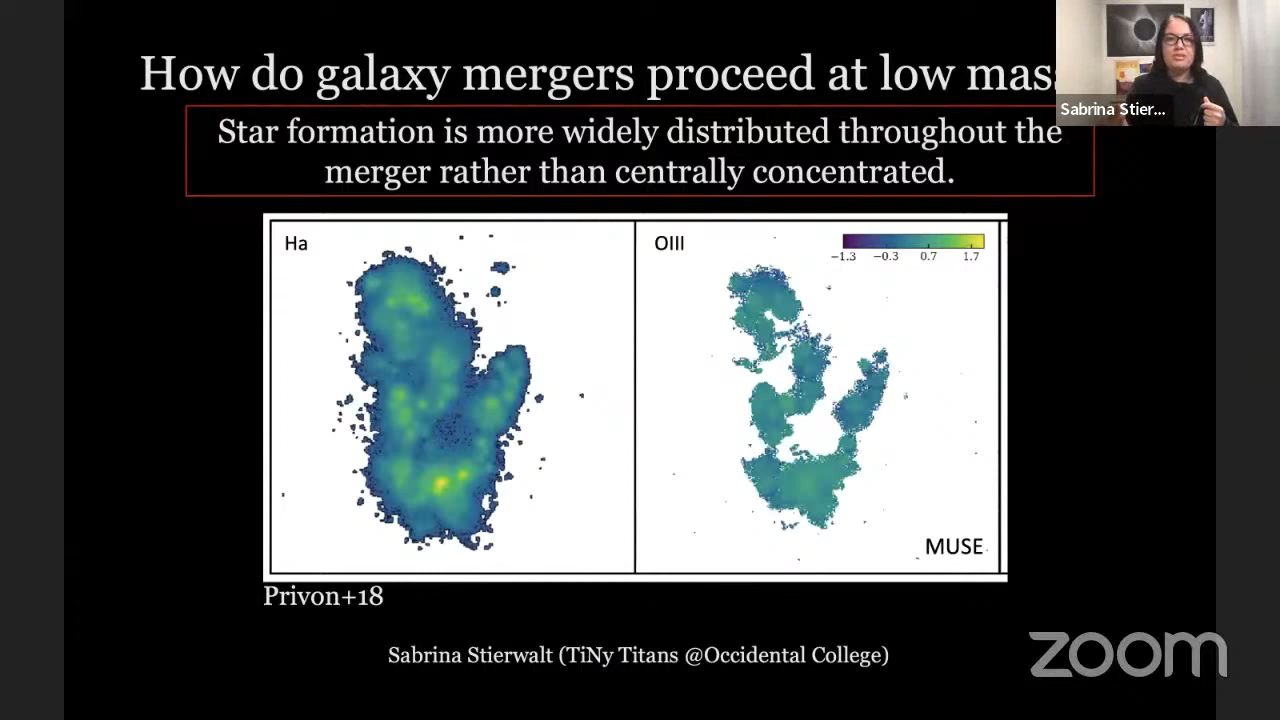 How do galaxy mergers proceed at low mas
Sabrina Stier...
Star formation is more widely distributed throughout the
merger rather than centrally concentrated.
Ha
OIII
−1.3 −0.3 0.7 1.7
MUSE
Privon+18
Sabrina Stierwalt (TiNy Titans @Occidental College)
zoom